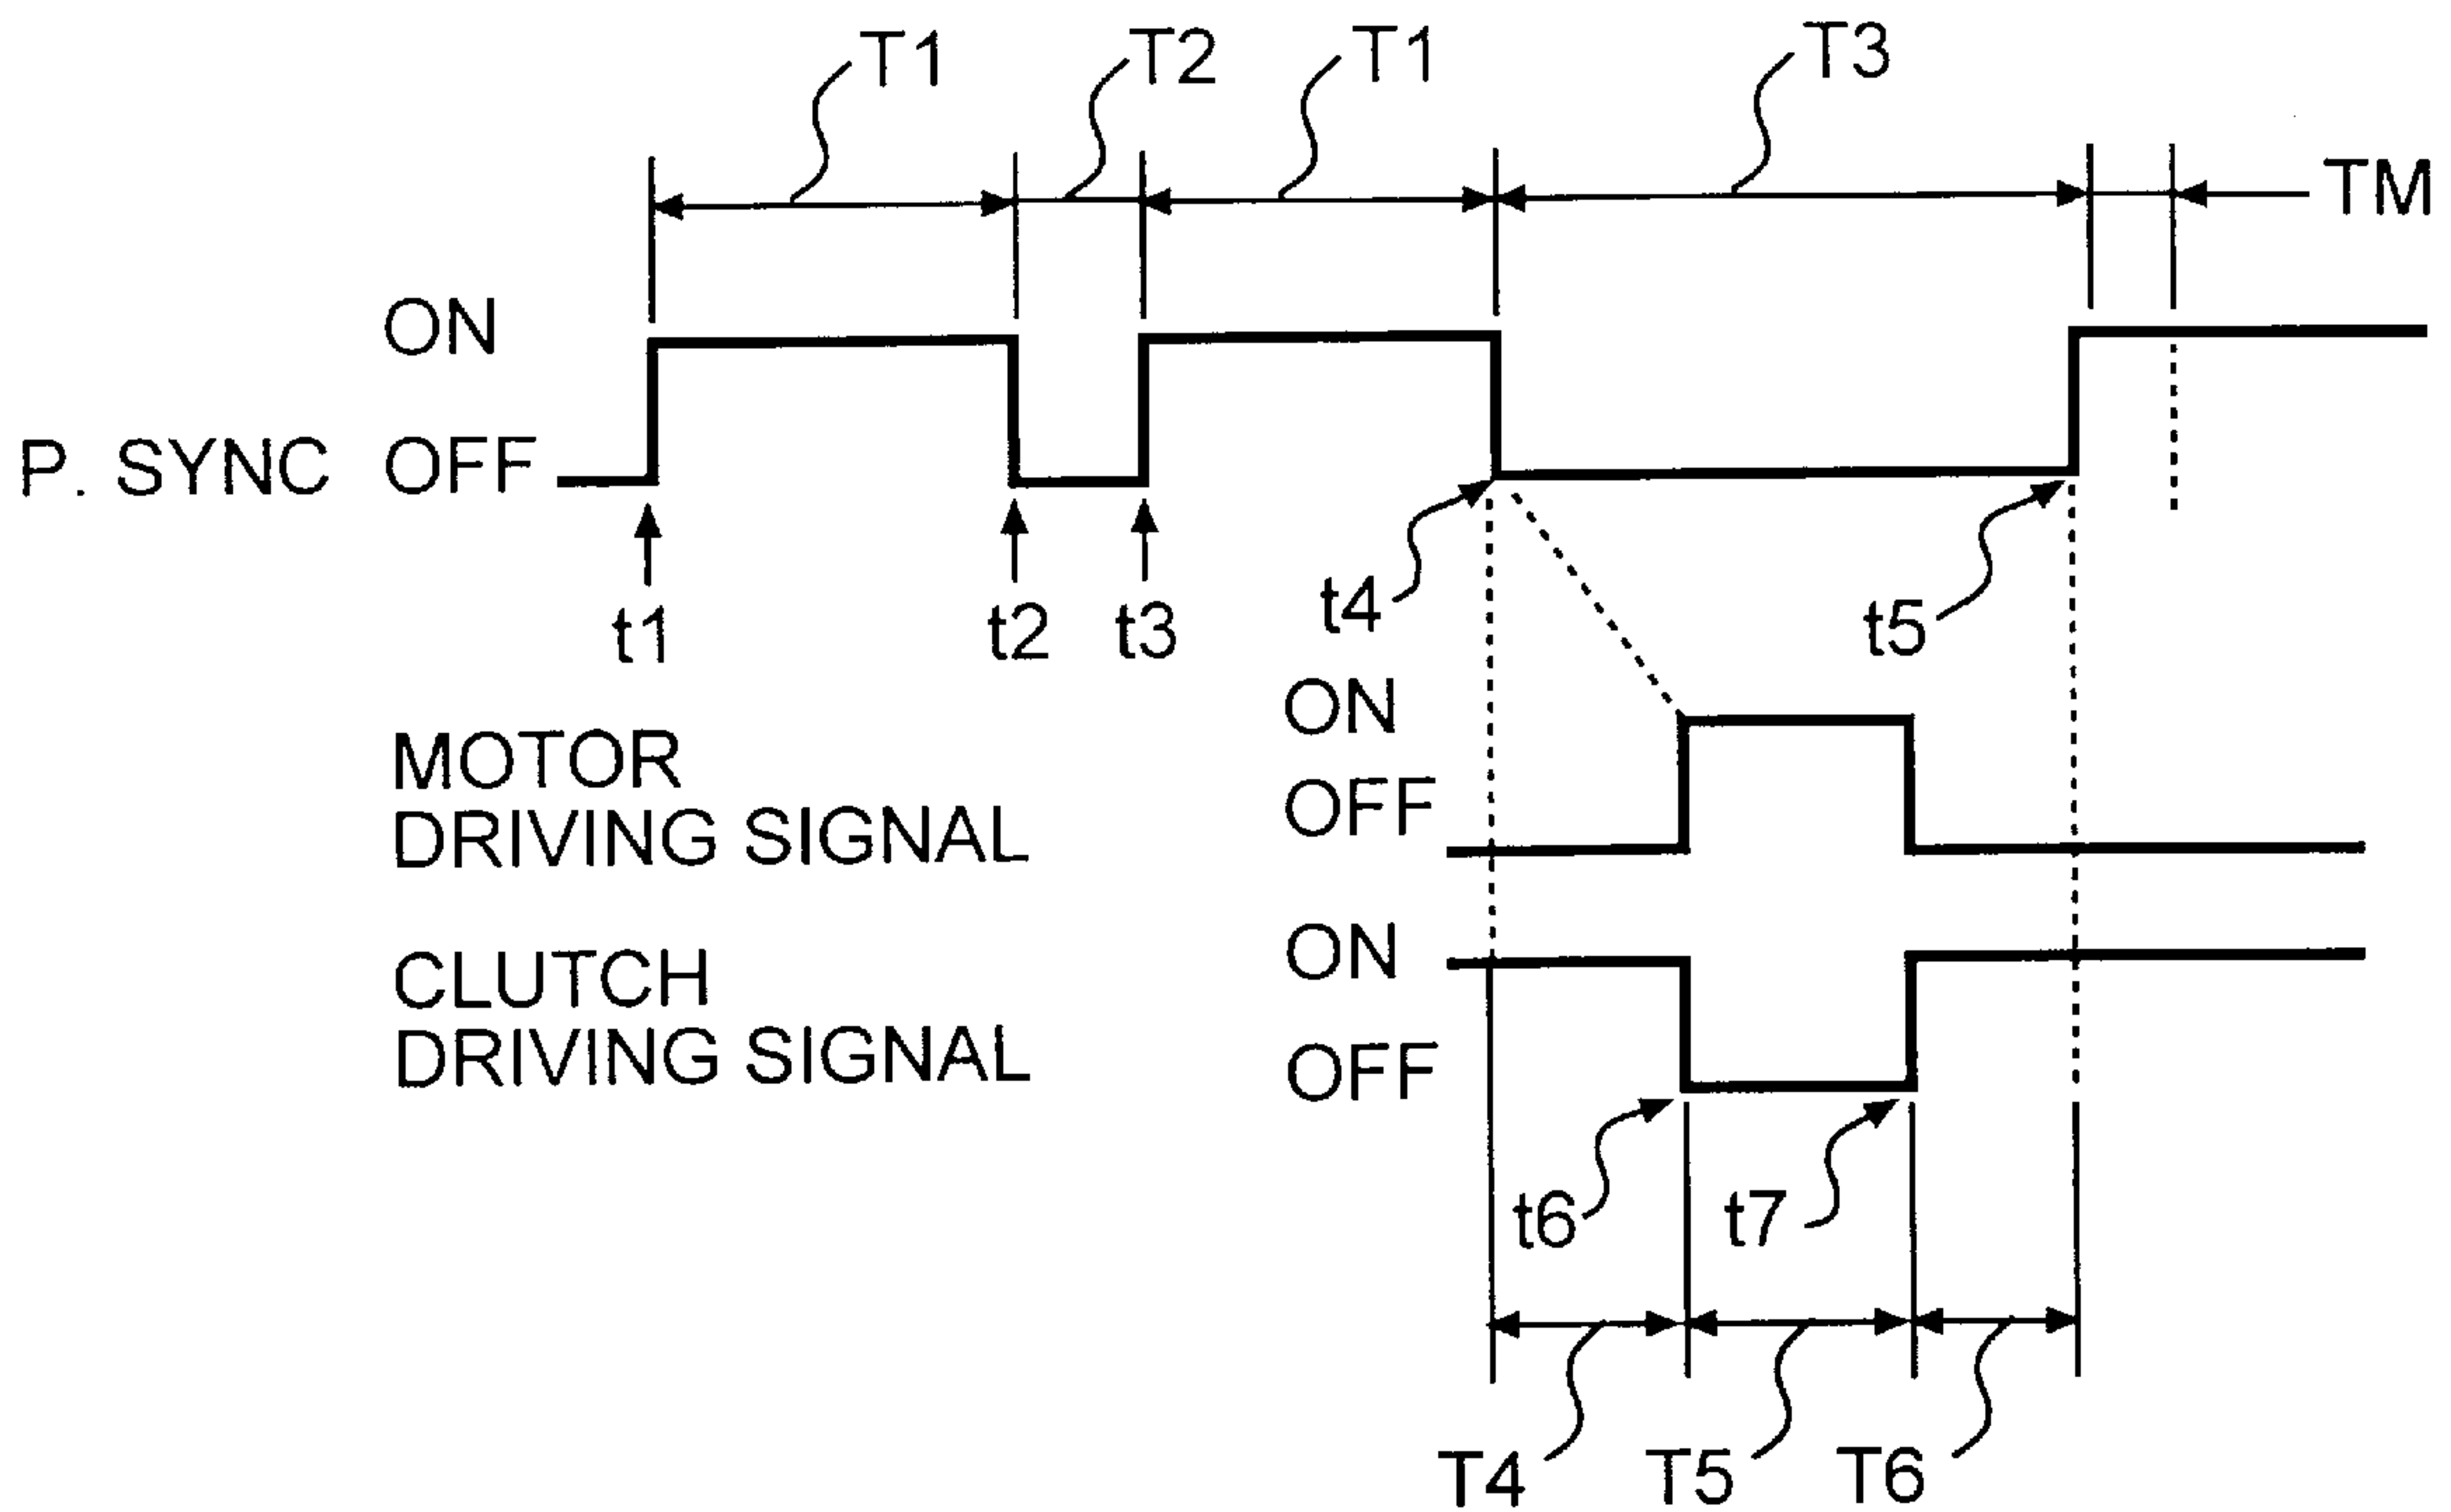 T1 T2 T1 T3
TM
ON
P. SYNC OFF
t1 t2 t3 t4 t5
MOTOR
DRIVING SIGNAL
ON
OFF
CLUTCH
DRIVING SIGNAL
ON
OFF
t6 t7
T4 T5 T6